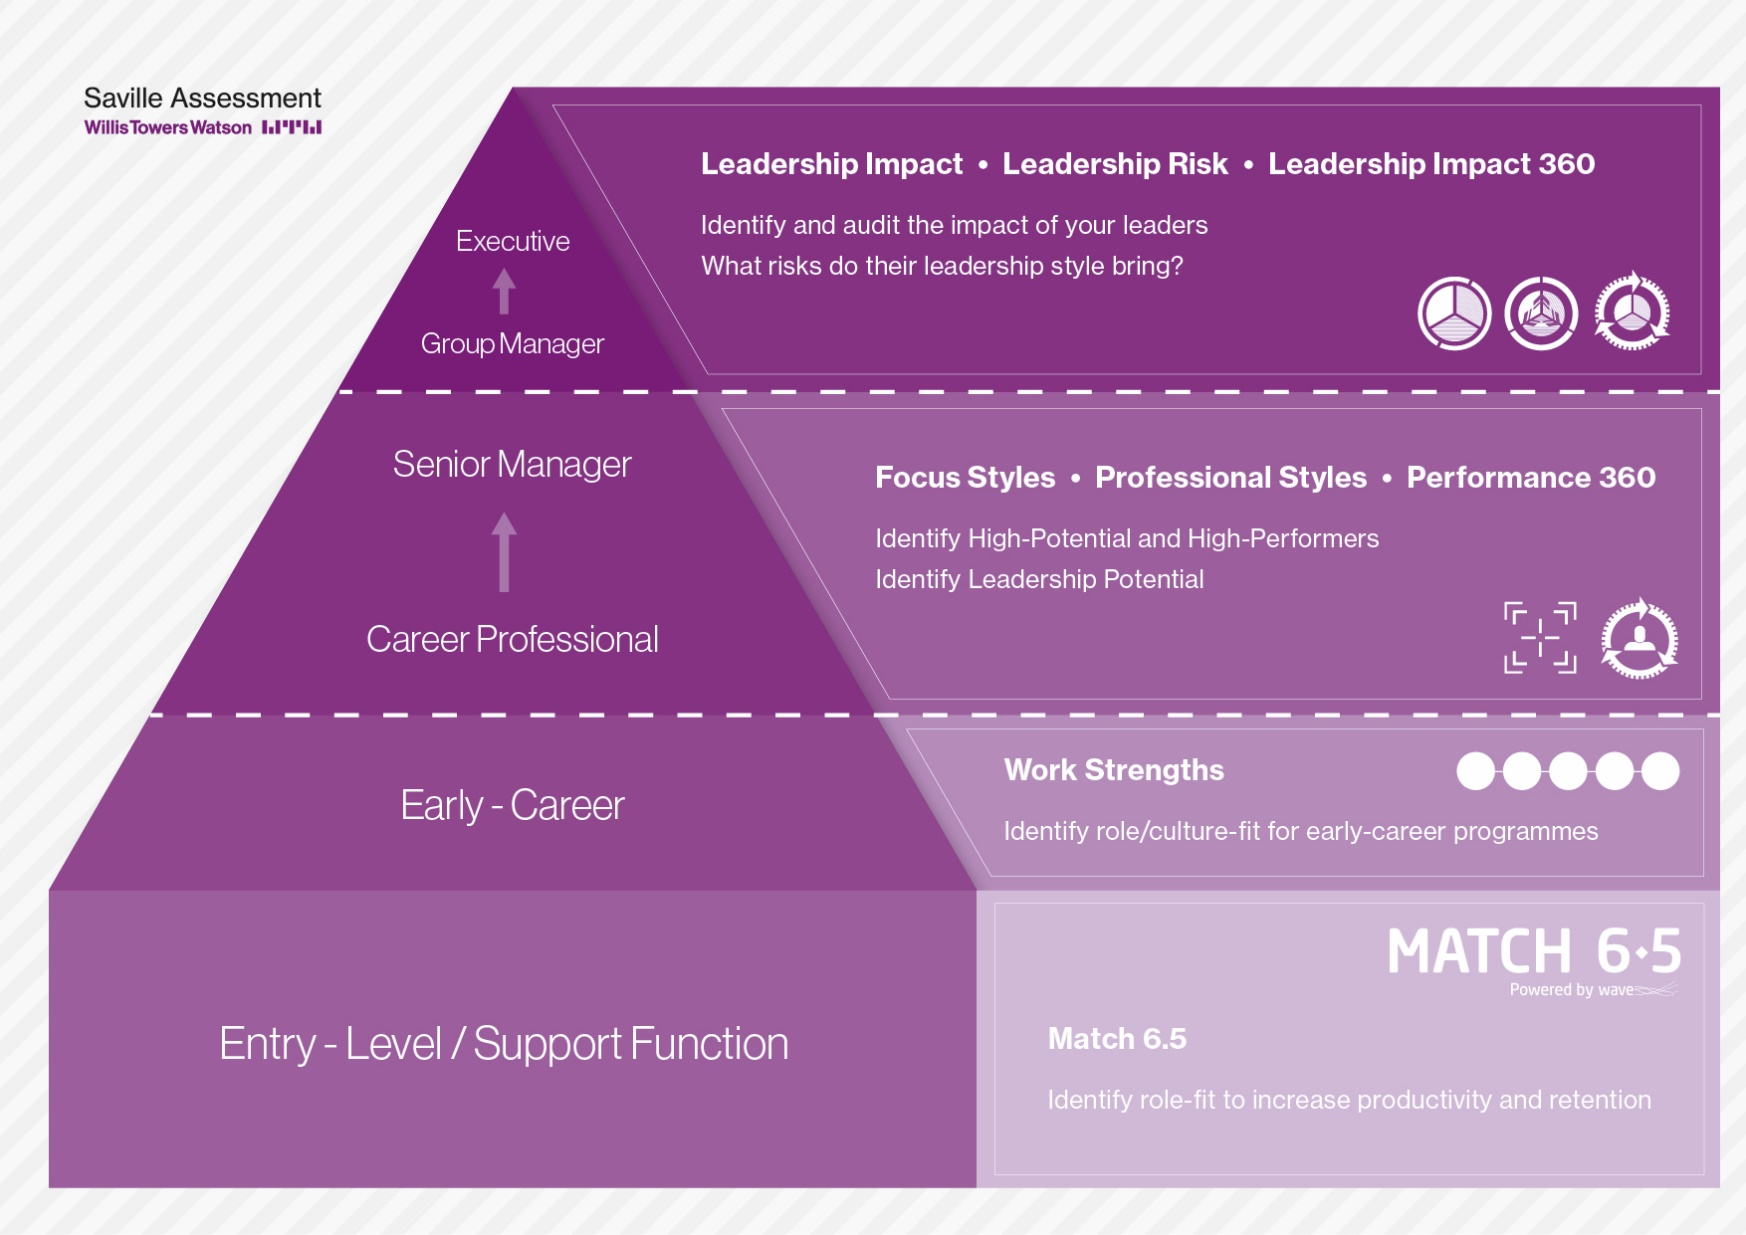 Saville Assessment
Willis Towers Watson
Leadership Impact • Leadership Risk • Leadership Impact 360
Identify and audit the impact of your leaders
What risks do their leadership style bring?
Executive
Group Manager
Senior Manager
Career Professional
Focus Styles • Professional Styles • Performance 360
Identify High-Potential and High-Performers
Identify Leadership Potential
Early - Career
Work Strengths
Identify role/culture-fit for early-career programmes
Entry - Level / Support Function
MATCH 6·5
Powered by wave
Match 6.5
Identify role-fit to increase productivity and retention